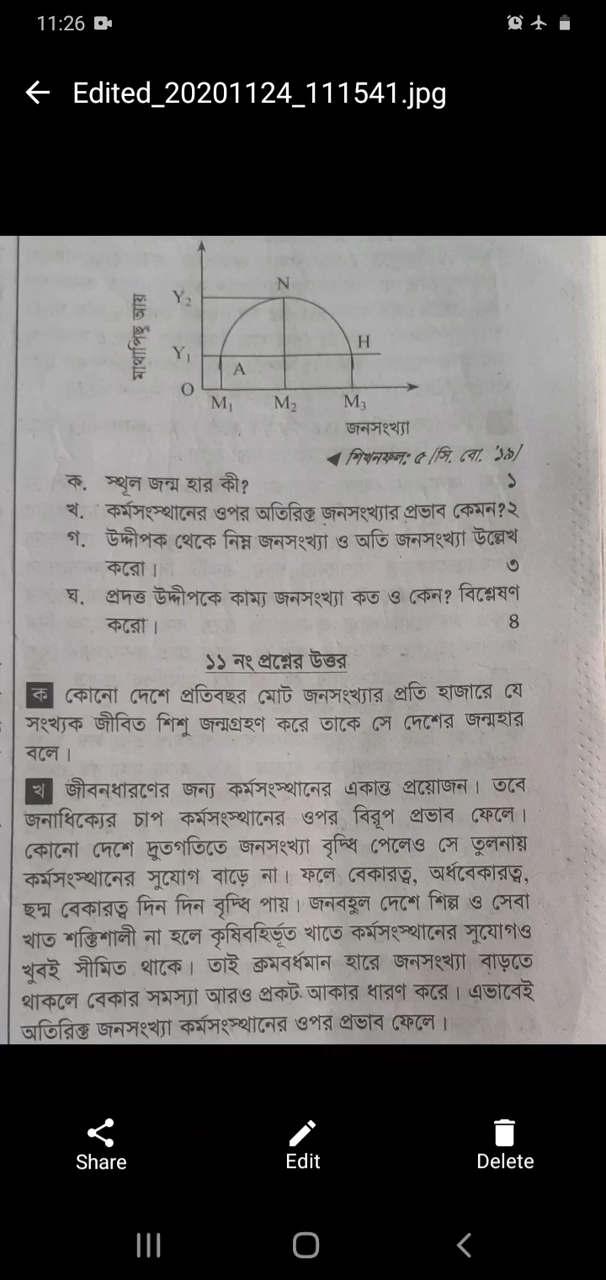 11:26
Edited_20201124_111541.jpg
মাথাপিছু আয়
Y₂
N
Y₁
A
H
O
M₁
M₂
M₃
জনসংখ্যা
◄ শিখনফল: ৫ /সি. বো. '১৯/
ক. স্থূল জন্ম হার কী? ১
খ. কর্মসংস্থানের ওপর অতিরিক্ত জনসংখ্যার প্রভাব কেমন? ২
গ. উদ্দীপক থেকে নিম্ন জনসংখ্যা ও অতি জনসংখ্যা উল্লেখ
করো। ৩
ঘ. প্রদত্ত উদ্দীপকে কাম্য জনসংখ্যা কত ও কেন? বিশ্লেষণ
করো। 4
১১ নং প্রশ্নের উত্তর
ক কোনো দেশে প্রতিবছর মোট জনসংখ্যার প্রতি হাজারে যে
সংখ্যক জীবিত শিশু জন্মগ্রহণ করে তাকে সে দেশের জন্মহার
বলে।
খ জীবনধারণের জন্য কর্মসংস্থানের একান্ত প্রয়োজন। তবে
জনাধিক্যের চাপ কর্মসংস্থানের ওপর বিরূপ প্রভাব ফেলে।
কোনো দেশে দ্রুতগতিতে জনসংখ্যা বৃদ্ধি পেলেও সে তুলনায়
কর্মসংস্থানের সুযোগ বাড়ে না। ফলে বেকারত্ব, অর্ধবেকারত্ব,
ছদ্ম বেকারত্ব দিন দিন বৃদ্ধি পায়। জনবহুল দেশে শিল্প ও সেবা
খাত শক্তিশালী না হলে কৃষিবহির্ভূত খাতে কর্মসংস্থানের সুযোগও
খুবই সীমিত থাকে। তাই ক্রমবর্ধমান হারে জনসংখ্যা বাড়তে
থাকলে বেকার সমস্যা আরও প্রকট আকার ধারণ করে। এভাবেই
অতিরিক্ত জনসংখ্যা কর্মসংস্থানের ওপর প্রভাব ফেলে।
Share
Edit
Delete